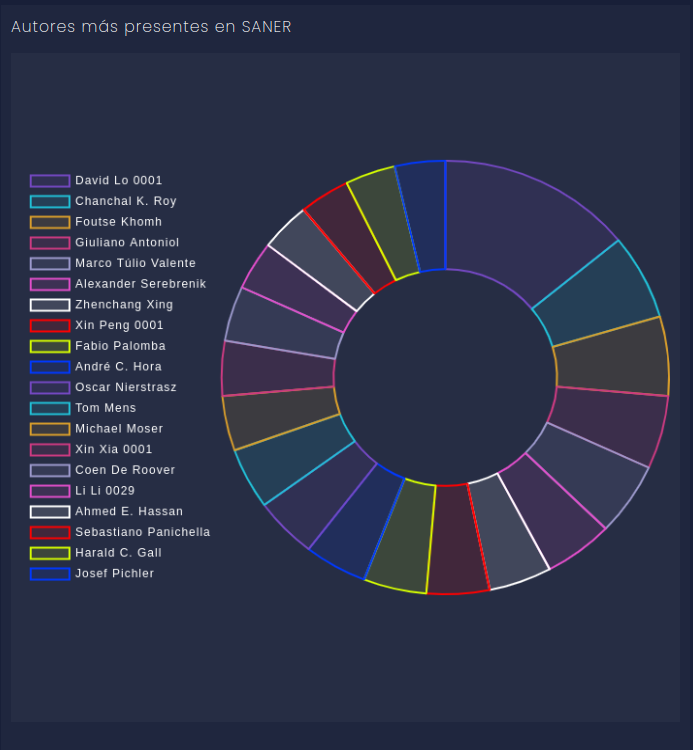 Autores más presentes en SANER
David Lo 0001
Chanchal K. Roy
Foutse Khomh
Giuliano Antoniol
Marco Túlio Valente
Alexander Serebrenik
Zhenchang Xing
Xin Peng 0001
Fabio Palomba
André C. Hora
Oscar Nierstrasz
Tom Mens
Michael Moser
Xin Xia 0001
Coen De Roover
Li Li 0029
Ahmed E. Hassan
Sebastiano Panichella
Harald C. Gall
Josef Pichler